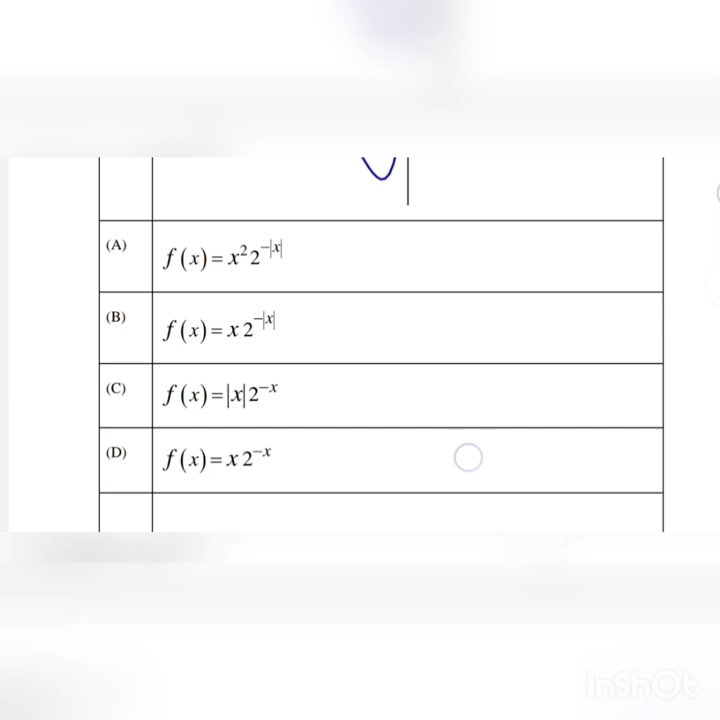 (A) f(x)=x²2^{-|x|}
(B) f(x)=x2^{-|x|}
(C) f(x)=|x|2^{-x}
(D) f(x)=x2^{-x}
InShOt